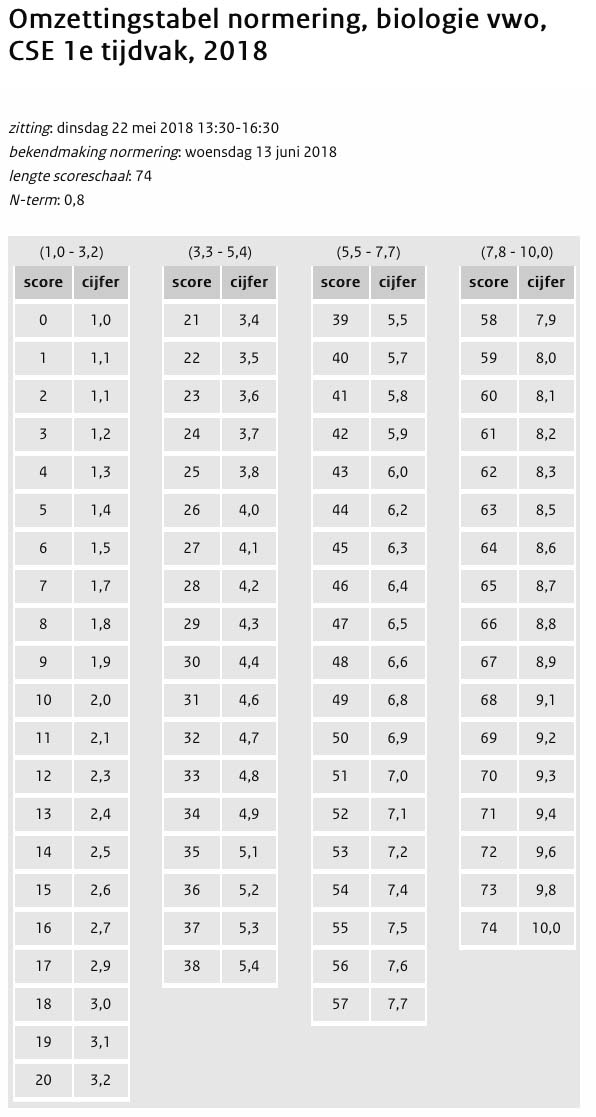 Omzettingstabel normering, biologie vwo,
CSE 1e tijdvak, 2018
zitting: dinsdag 22 mei 2018 13:30-16:30
bekendmaking normering: woensdag 13 juni 2018
lengte scoreschaal: 74
N-term: 0,8
(1,0 - 3,2) (3,3 - 5,4) (5,5 - 7,7) (7,8 - 10,0)
score cijfer score cijfer score cijfer score cijfer
0 1,0 21 3,4 39 5,5 58 7,9
1 1,1 22 3,5 40 5,7 59 8,0
2 1,1 23 3,6 41 5,8 60 8,1
3 1,2 24 3,7 42 5,9 61 8,2
4 1,3 25 3,8 43 6,0 62 8,3
5 1,4 26 4,0 44 6,2 63 8,5
6 1,5 27 4,1 45 6,3 64 8,6
7 1,7 28 4,2 46 6,4 65 8,7
8 1,8 29 4,3 47 6,5 66 8,8
9 1,9 30 4,4 48 6,6 67 8,9
10 2,0 31 4,6 49 6,8 68 9,1
11 2,1 32 4,7 50 6,9 69 9,2
12 2,3 33 4,8 51 7,0 70 9,3
13 2,4 34 4,9 52 7,1 71 9,4
14 2,5 35 5,1 53 7,2 72 9,6
15 2,6 36 5,2 54 7,4 73 9,8
16 2,7 37 5,3 55 7,5 74 10,0
17 2,9 38 5,4 56 7,6
18 3,0 57 7,7
19 3,1
20 3,2